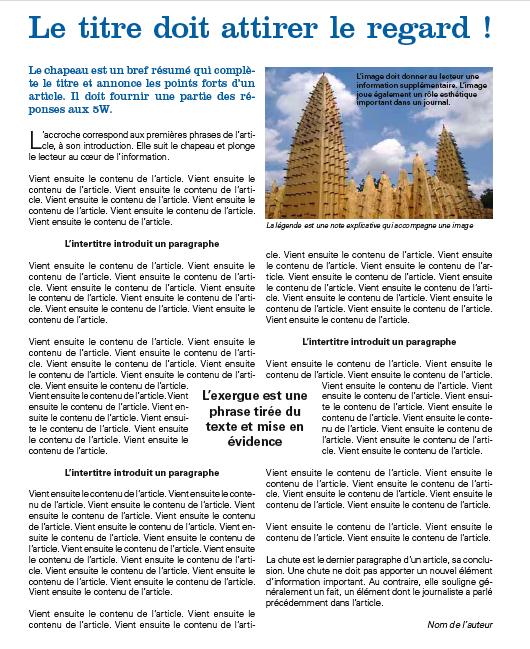 Le titre doit attirer le regard !
Le chapeau est un bref résumé qui complè-
te le titre et annonce les points forts d'un
article. Il doit fournir une partie des ré-
ponses aux 5W.
L'accroche correspond aux premières phrases de l'arti-
cle, à son introduction. Elle suit le chapeau et plonge
le lecteur au cœur de l'information.
Vient ensuite le contenu de l'article. Vient ensuite le
contenu de l'article. Vient ensuite le contenu de l'arti-
cle. Vient ensuite le contenu de l'article. Vient ensuite
le contenu de l'article. Vient ensuite le contenu de l'article.
Vient ensuite le contenu de l'article.
L'intertitre introduit un paragraphe
Vient ensuite le contenu de l'article. Vient ensuite le
contenu de l'article. Vient ensuite le contenu de l'arti-
cle. Vient ensuite le contenu de l'article. Vient ensuite
le contenu de l'article. Vient ensuite le contenu de l'arti-
cle. Vient ensuite le contenu de l'article. Vient ensuite le
contenu de l'article.
Vient ensuite le contenu de l'article. Vient ensuite le
contenu de l'article. Vient ensuite le contenu de l'arti-
cle. Vient ensuite le contenu de l'article. Vient ensuite
le contenu de l'article. Vient ensuite le contenu de l'arti-
cle. Vient ensuite le contenu de l'article.
Vient ensuite le contenu de l'article. Vient
ensuite le contenu de l'article. Vient en-
suite le contenu de l'article. Vient ensui-
te le contenu de l'article. Vient ensuite
le contenu de l'article. Vient ensuite le
contenu de l'article.
L'intertitre introduit un paragraphe
Vient ensuite le contenu de l'article. Vient ensuite le conte-
nu de l'article. Vient ensuite le contenu de l'article. Vient
ensuite le contenu de l'article. Vient ensuite le contenu
de l'article. Vient ensuite le contenu de l'article. Vient en-
suite le contenu de l'article. Vient ensuite le contenu de
l'article. Vient ensuite le contenu de l'article. Vient ensuite
le contenu de l'article. Vient ensuite le contenu de l'arti-
cle. Vient ensuite le contenu de l'article. Vient ensuite le
contenu de l'article. Vient ensuite le contenu de l'article.
Vient ensuite le contenu de l'article.
Vient ensuite le contenu de l'article. Vient ensuite le
contenu de l'article. Vient ensuite le contenu de l'arti-
L'exergue est une
phrase tirée du
texte et mise en
évidence
L'image doit donner au lecteur une
information supplémentaire. L'image
joue également un rôle esthétique
important dans un journal.
La légende est une note explicative qui accompagne une image
cle. Vient ensuite le contenu de l'article. Vient ensuite
le contenu de l'article. Vient ensuite le contenu de l'ar-
ticle. Vient ensuite le contenu de l'article. Vient ensuite
le contenu de l'article. Vient ensuite le contenu de l'arti-
cle. Vient ensuite le contenu de l'article. Vient ensuite le
contenu de l'article. Vient ensuite le contenu de l'article.
Vient ensuite le contenu de l'article.
L'intertitre introduit un paragraphe
Vient ensuite le contenu de l'article. Vient ensuite le
contenu de l'article. Vient ensuite le contenu de l'article.
Vient ensuite le contenu de l'article. Vient
ensuite le contenu de l'article. Vient ensui-
te le contenu de l'article. Vient ensuite le
contenu de l'article. Vient ensuite le conte-
nu de l'article. Vient ensuite le contenu de
l'article. Vient ensuite le contenu de l'arti-
cle. Vient ensuite le contenu de l'article.
Vient ensuite le contenu de l'article. Vient ensuite le
contenu de l'article. Vient ensuite le contenu de l'arti-
cle. Vient ensuite le contenu de l'article. Vient ensuite
le contenu de l'article. Vient ensuite le contenu de l'article.
Vient ensuite le contenu de l'article. Vient ensuite le
contenu de l'article. Vient ensuite le contenu de l'article.
La chute est le dernier paragraphe d'un article, sa conclu-
sion. Une chute ne doit pas apporter un nouvel élément
d'information important. Au contraire, elle souligne gé-
néralement un fait, un élément dont le journaliste a parlé
précédemment dans l'article.
Nom de l'auteur